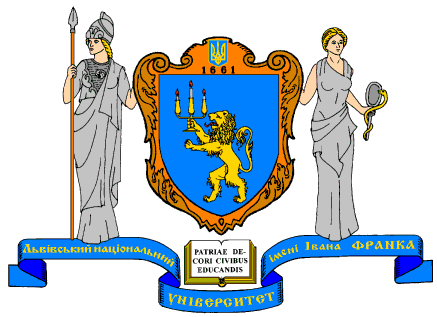 1661
PATRIAE DE-
CORI CIVIBUS
EDUCANDIS
Львівський національний
УНІВЕРСИТЕТ
імені Івана ФРАНКА